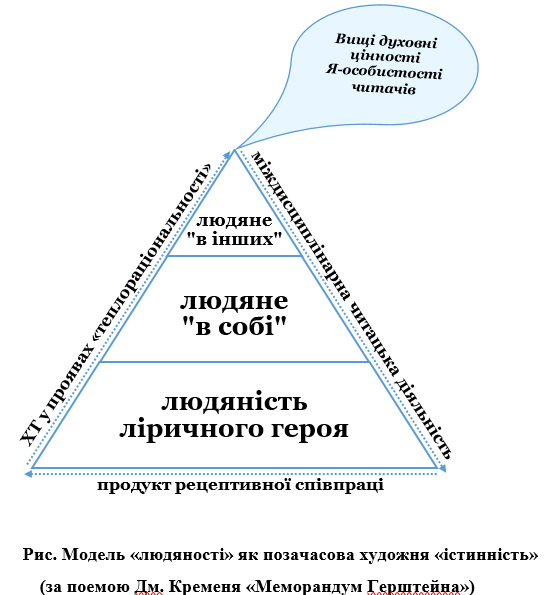 Вищі духовні
цінності
Я-особистості
читачів
ХТ у проявах «теплораціональності»
міждисциплінарна читацька діяльність
людяне
"в інших"
людяне
"в собі"
людяність
ліричного героя
продукт рецептивної співпраці
Рис. Модель «людяності» як позачасова художня «істинність»
(за поемою Дм. Кременя «Меморандум Герштейна»)